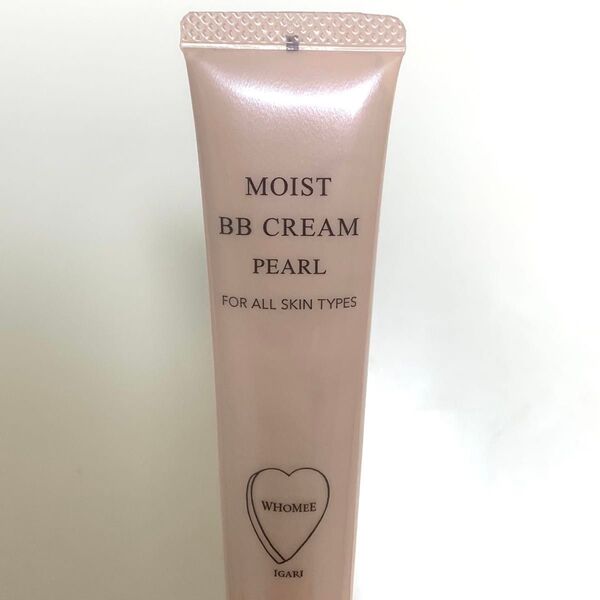 MOIST
BB CREAM
PEARL
FOR ALL SKIN TYPES
WHOMEE
IGARI